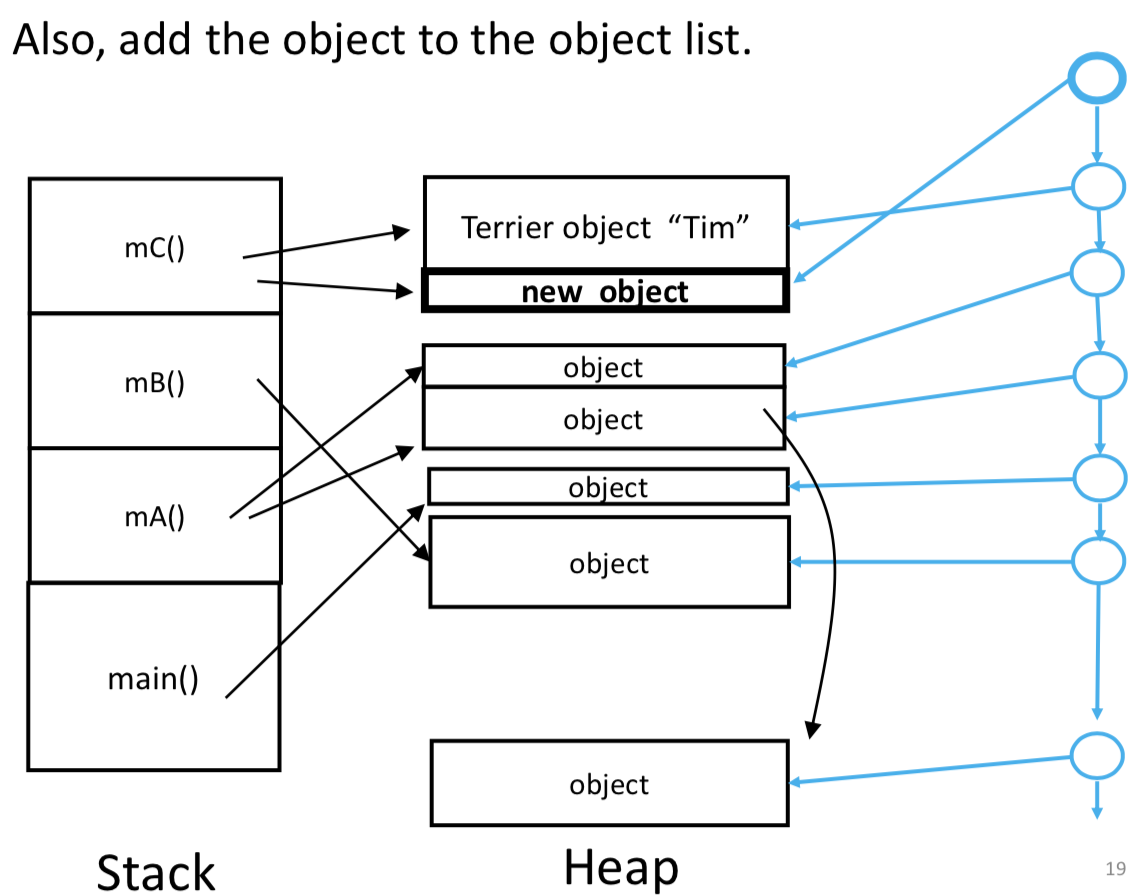 Also, add the object to the object list.
mC()
Terrier object “Tim”
new object
mB()
object
object
mA()
object
object
main()
object
Stack
Heap
19